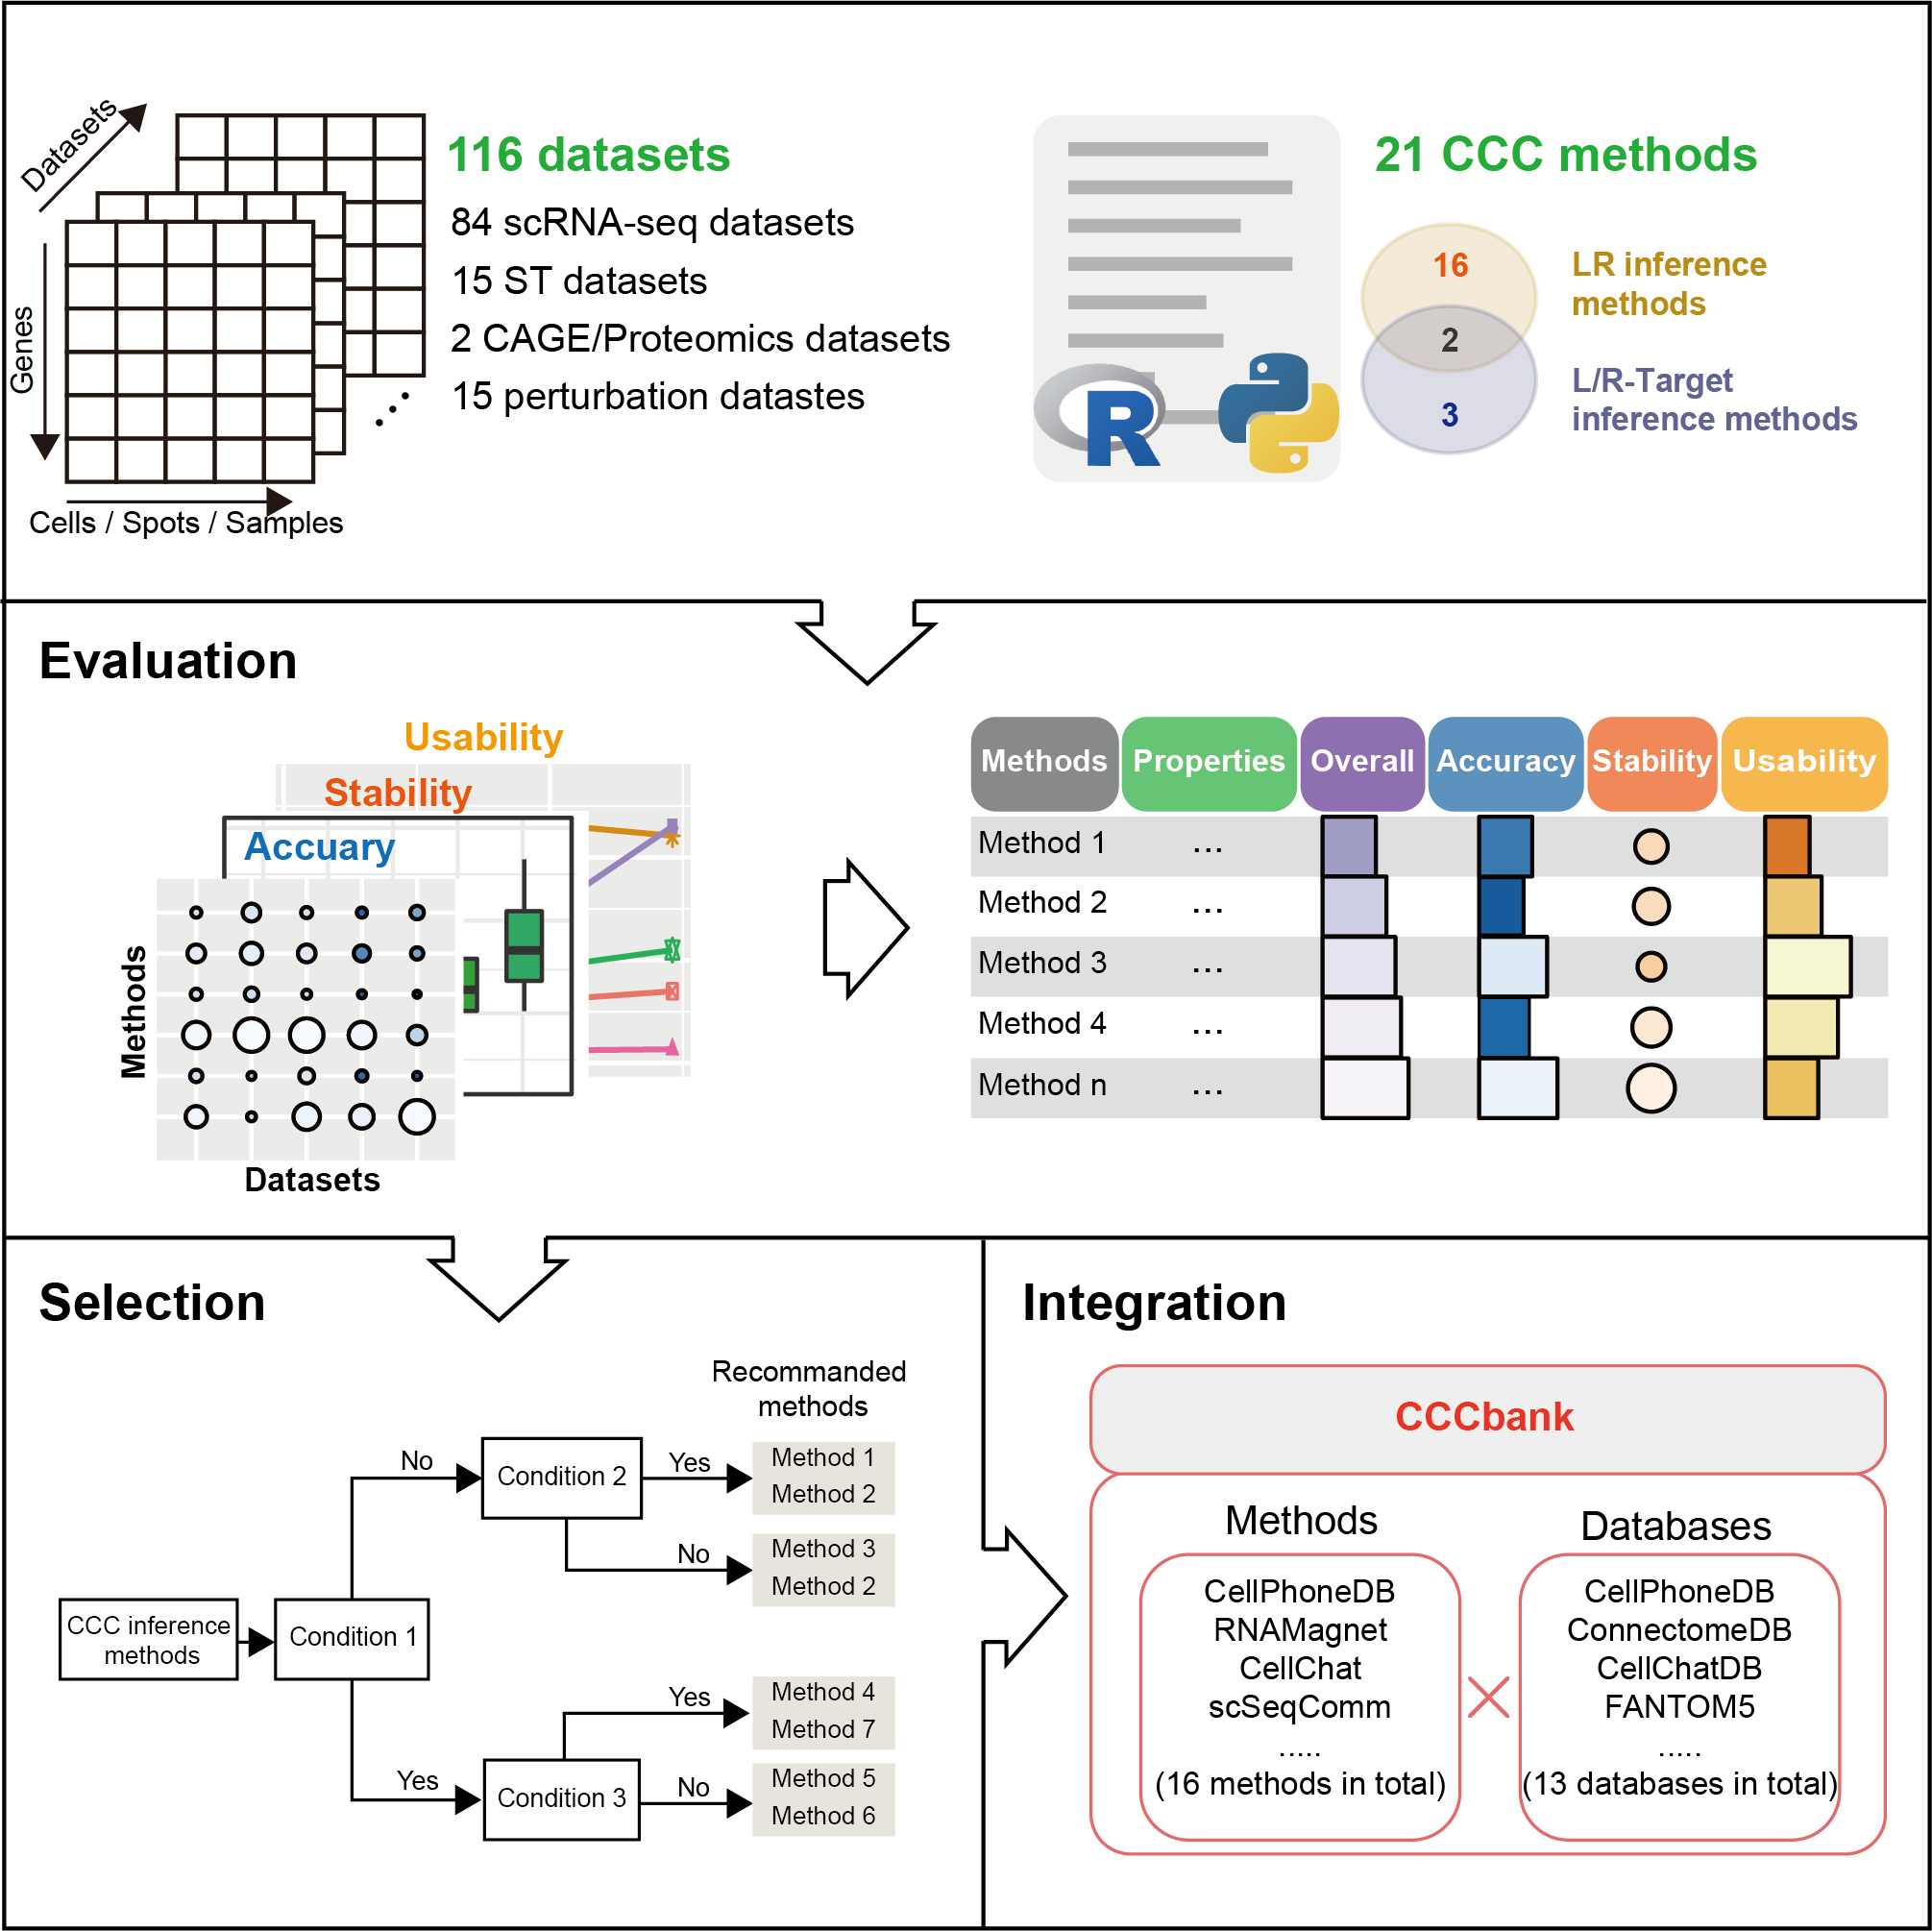 Datasets
Genes
Cells / Spots / Samples
116 datasets
84 scRNA-seq datasets
15 ST datasets
2 CAGE/Proteomics datasets
15 perturbation datastes
R
21 CCC methods
16
2
3
LR inference
methods
L/R-Target
inference methods
Evaluation
Usability
Stability
Accuary
Methods
Datasets
Methods Properties Overall Accuracy Stability Usability
Method 1 ...
Method 2 ...
Method 3 ...
Method 4 ...
Method n ...
Selection
Recommanded
methods
CCC inference
methods
Condition 1
No
Condition 2
Yes
Method 1
Method 2
No
Method 3
Method 2
Yes
Condition 3
Yes
Method 4
Method 7
No
Method 5
Method 6
Integration
CCCbank
Methods
CellPhoneDB
RNAMagnet
CellChat
scSeqComm
.....
(16 methods in total)
Databases
CellPhoneDB
ConnectomeDB
CellChatDB
FANTOM5
.....
(13 databases in total)